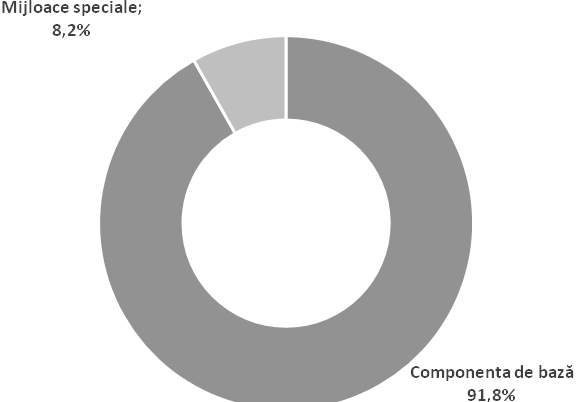 Mijloace speciale;
8,2%
Componenta de bază
91,8%